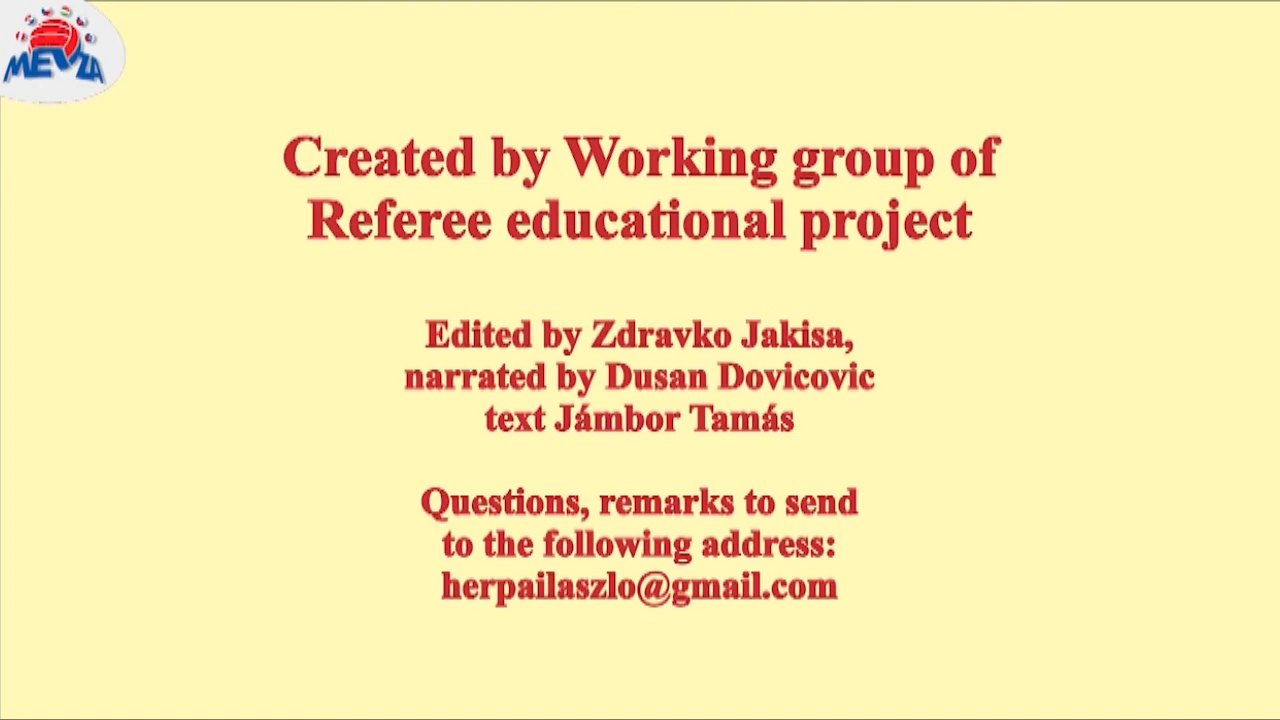 MEVZA
Created by Working group of
Referee educational project
Edited by Zdravko Jakisa,
narrated by Dusan Dovicovic
text Jámbor Tamás
Questions, remarks to send
to the following address:
herpailaszlo@gmail.com